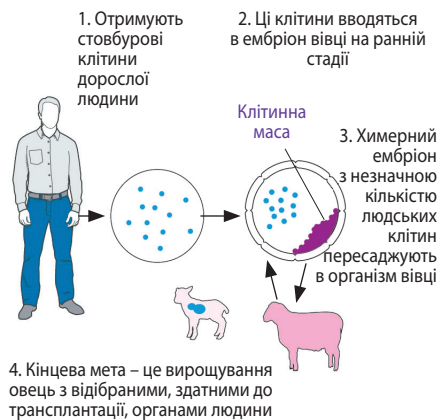 1. Отримують
стовбурові
клітини
дорослої
людини
2. Ці клітини вводяться
в ембріон вівці на ранній
стадії
Клітинна
маса
3. Химерний
ембріон
з незначною
кількістю
людських
клітин
пересаджують
в організм вівці
4. Кінцева мета – це вирощування
овець з відібраними, здатними до
трансплантації, органами людини